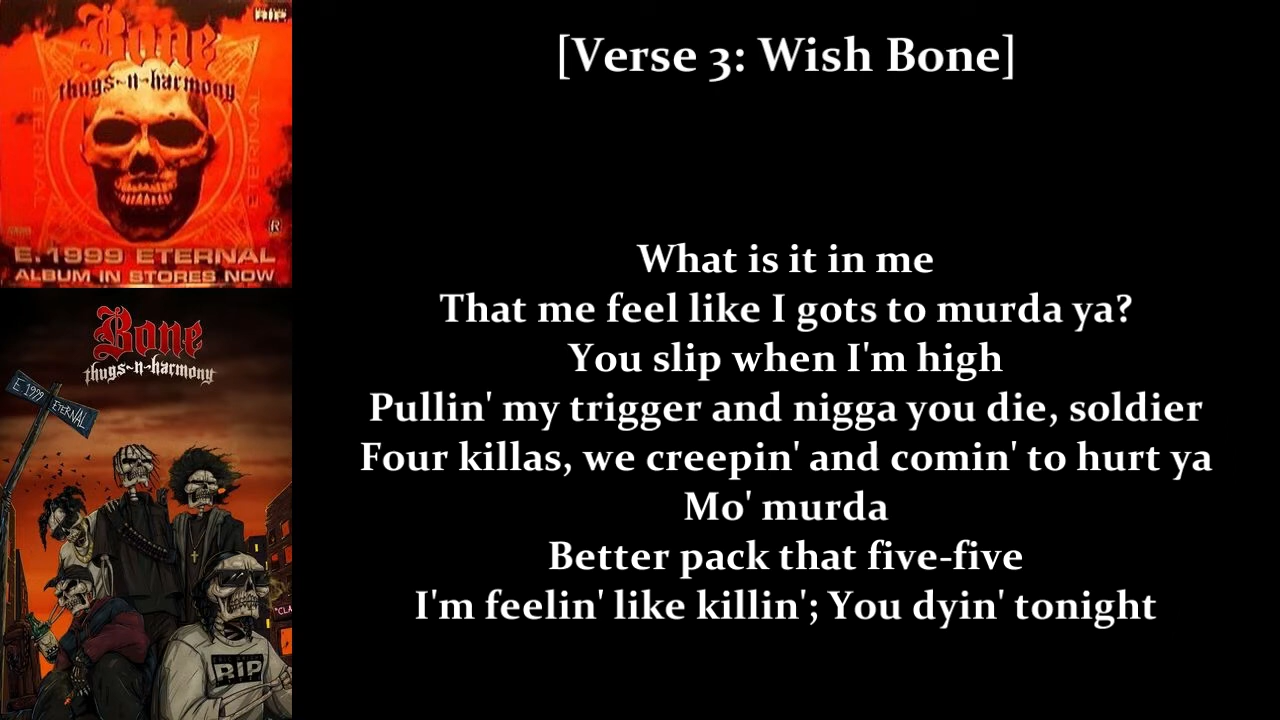 RIP
Bone
thugs~n~harmony
ETERNAL
ETERNAL
R
E. 1999 ETERNAL
ALBUM IN STORES NOW
Bone
thugs~n~harmony
E 1999 ETERNAL
"CLA
RIP
[Verse 3: Wish Bone]
What is it in me
That me feel like I gots to murda ya?
You slip when I'm high
Pullin' my trigger and nigga you die, soldier
Four killas, we creepin' and comin' to hurt ya
Mo' murda
Better pack that five-five
I'm feelin' like killin'; You dyin' tonight